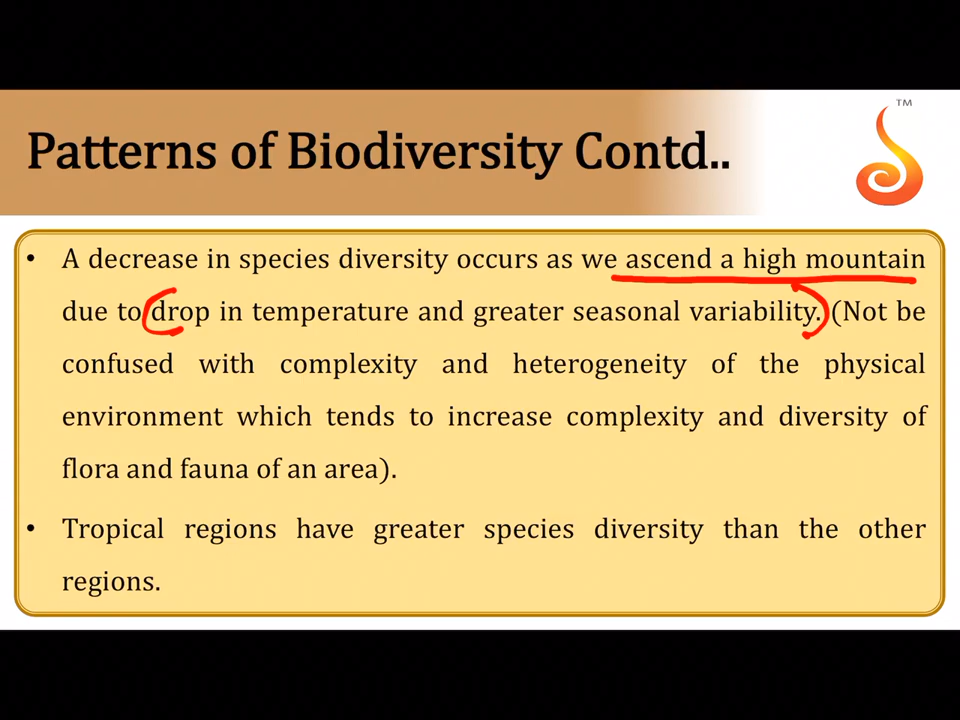 TM
Patterns of Biodiversity Contd..
• A decrease in species diversity occurs as we ascend a high mountain
due to drop in temperature and greater seasonal variability. (Not be
confused with complexity and heterogeneity of the physical
environment which tends to increase complexity and diversity of
flora and fauna of an area).
• Tropical regions have greater species diversity than the other
regions.